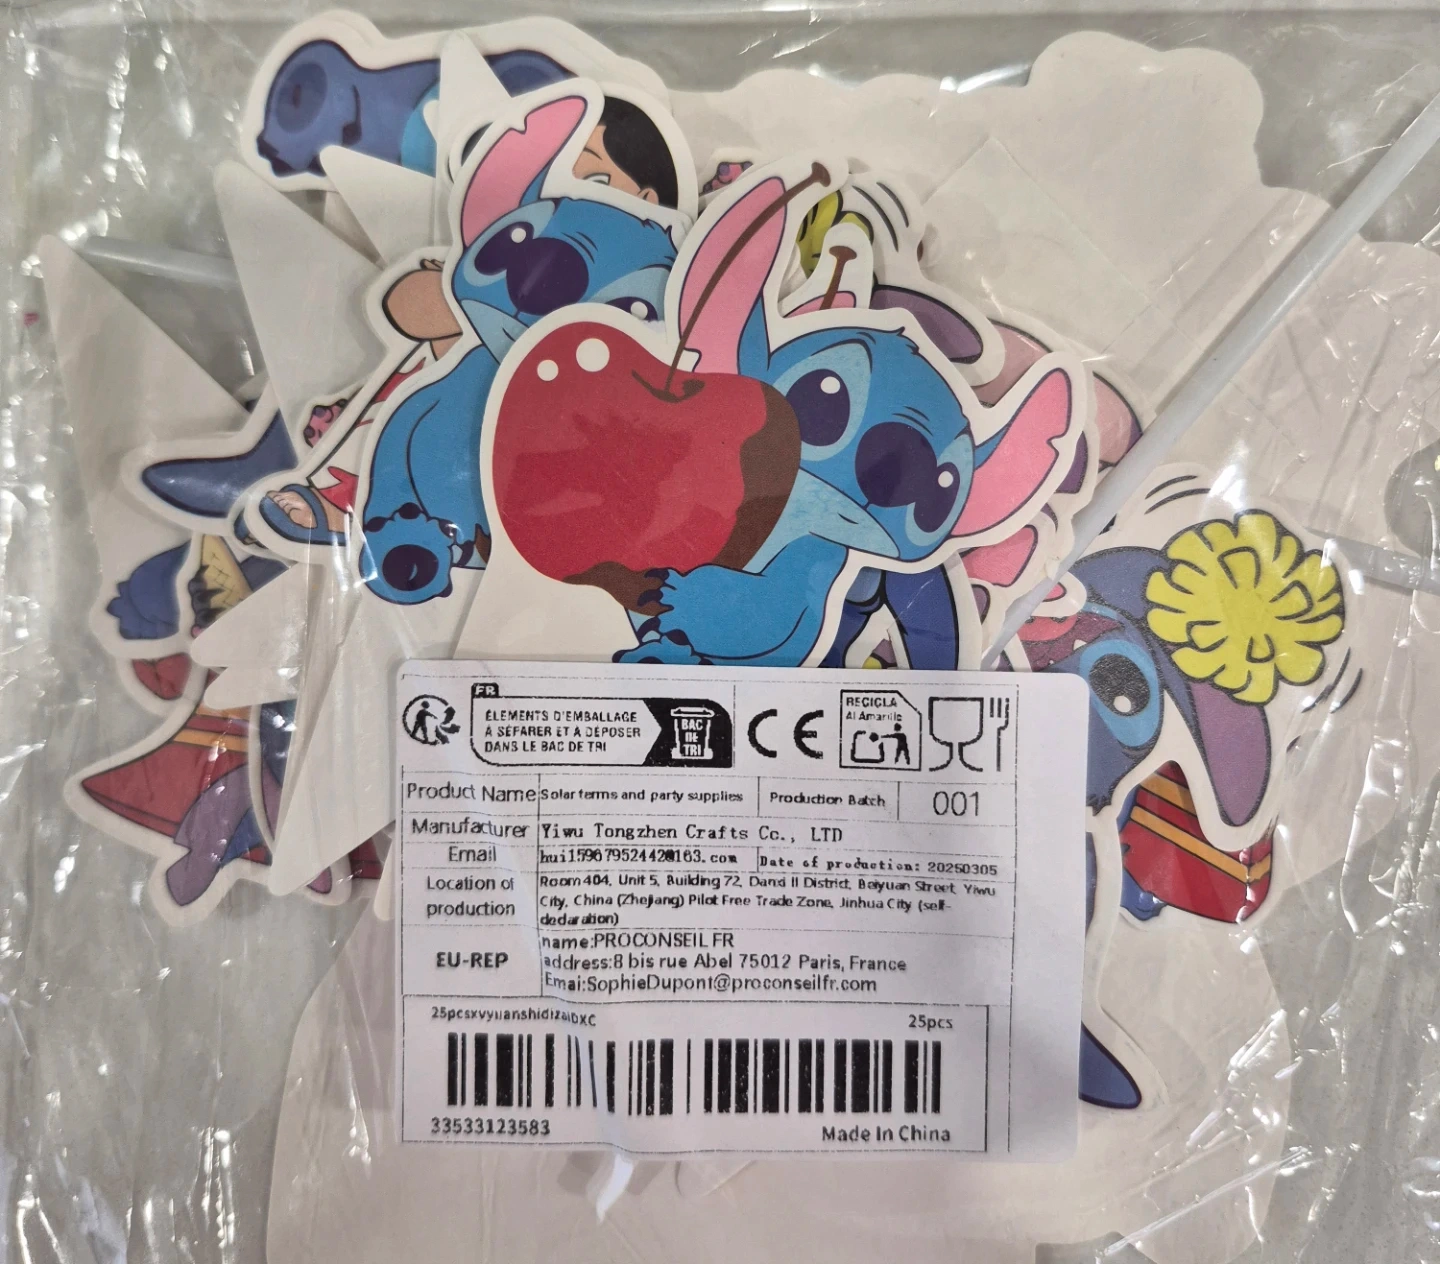 FR
ÉLEMENTS D'EMBALLAGE
À SÉPARER ET À DÉPOSER
DANS LE BAC DE TRI
BAC
DE
TRI
CE
RECICLA
Al Amarillo
Product Name Solar terms and party supplies Production Batch 001
Manufacturer Yiwu Tongzhen Crafts Co., LTD
Email Date of production: 20250305
Location of production
Room 404, Unit 5, Building 72, Danxi II District, Beiyuan Street, Yiwu
City, China (Zhejiang) Pilot Free Trade Zone, Jinhua City (self-
declaration)
EU-REP
name:PROCONSEIL FR
address:8 bis rue Abel 75012 Paris, France
Emai:SophieDupont@proconseilfr.com
25pcs
33533123583
Made In China